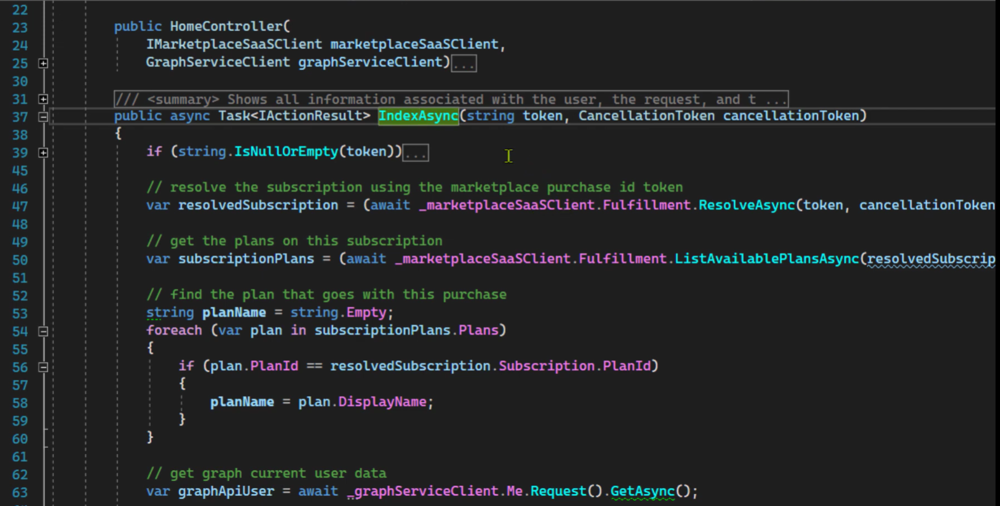 22
23 public HomeController(
24 IMarketplaceSaaSClient marketplaceSaaSClient,
25 GraphServiceClient graphServiceClient)...
30
31 /// <summary> Shows all information associated with the user, the request, and t ...
37 public async Task<IActionResult> IndexAsync(string token, CancellationToken cancellationToken)
38 {
39 if (string.IsNullOrEmpty(token))...
45
46 // resolve the subscription using the marketplace purchase id token
47 var resolvedSubscription = (await _marketplaceSaaSClient.Fulfillment.ResolveAsync(token, cancellationToken
48
49 // get the plans on this subscription
50 var subscriptionPlans = (await _marketplaceSaaSClient.Fulfillment.ListAvailablePlansAsync(resolvedSubscrip
51
52 // find the plan that goes with this purchase
53 string planName = string.Empty;
54 foreach (var plan in subscriptionPlans.Plans)
55 {
56 if (plan.PlanId == resolvedSubscription.Subscription.PlanId)
57 {
58 planName = plan.DisplayName;
59 }
60 }
61
62 // get graph current user data
63 var graphApiUser = await _graphServiceClient.Me.Request().GetAsync();